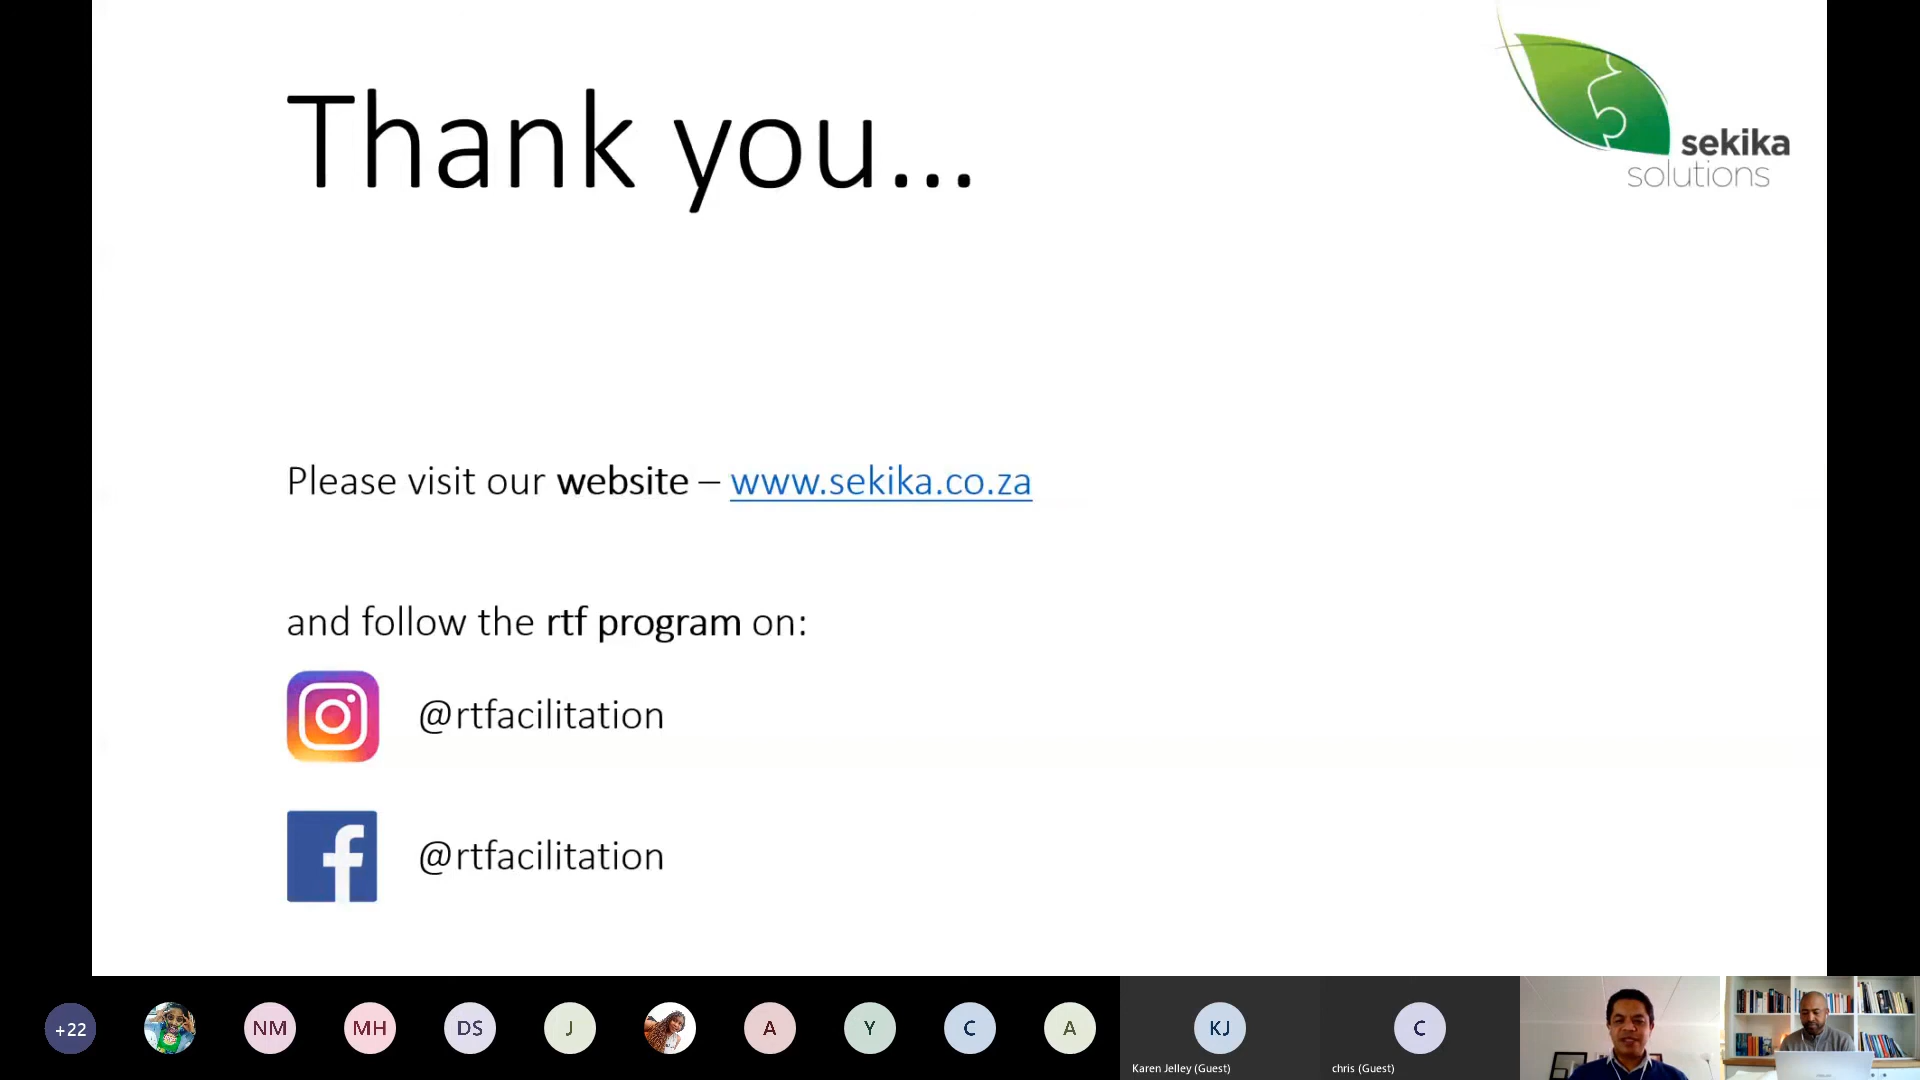 Thank you...
sekika
solutions
Please visit our website – www.sekika.co.za
and follow the rtf program on:
@rtfacilitation
@rtfacilitation
+22
NM
MH
DS
J
A
Y
C
A
KJ
C
Karen Jelley (Guest)
chris (Guest)